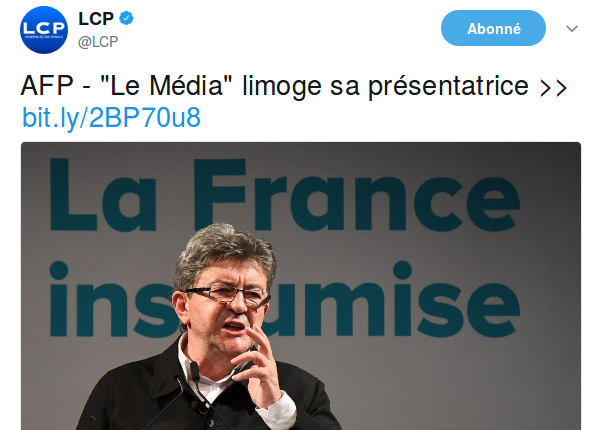 LCP
ASSEMBLÉE NATIONALE
LCP
@LCP
Abonné
AFP - "Le Média" limoge sa présentatrice >>
bit.ly/2BP70u8
La France
ins umise